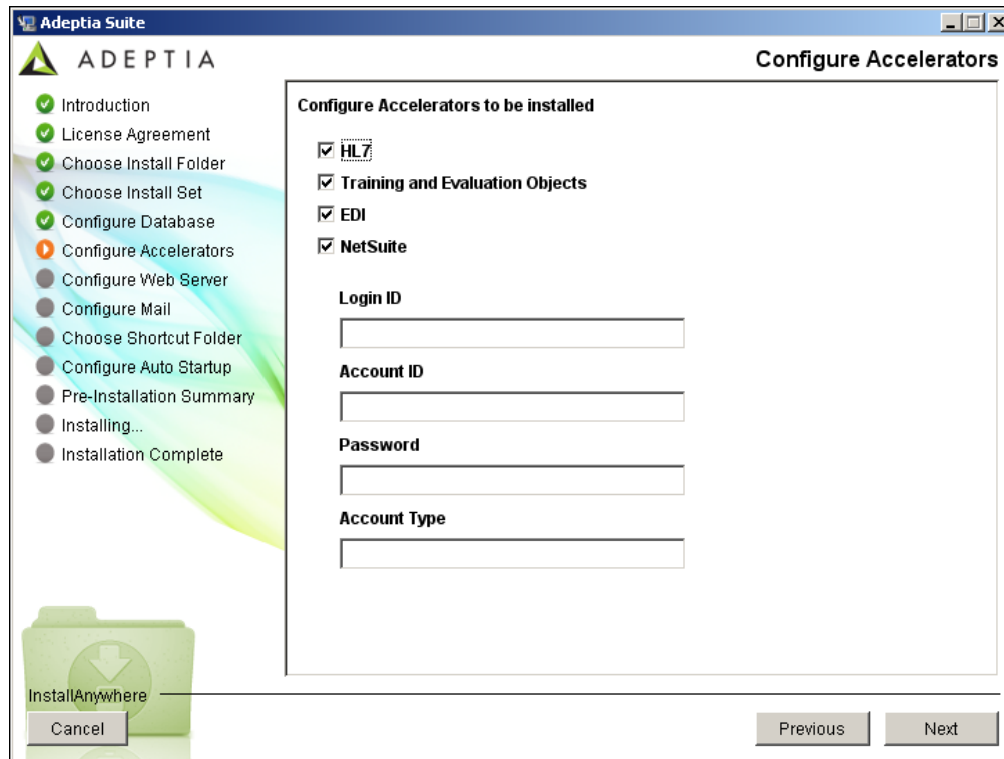 Adeptia Suite
ADEPTIA
Configure Accelerators
Introduction
License Agreement
Choose Install Folder
Choose Install Set
Configure Database
Configure Accelerators
Configure Web Server
Configure Mail
Choose Shortcut Folder
Configure Auto Startup
Pre-Installation Summary
Installing...
Installation Complete
Configure Accelerators to be installed
HL7
Training and Evaluation Objects
EDI
NetSuite
Login ID
Account ID
Password
Account Type
InstallAnywhere
Cancel
Previous
Next